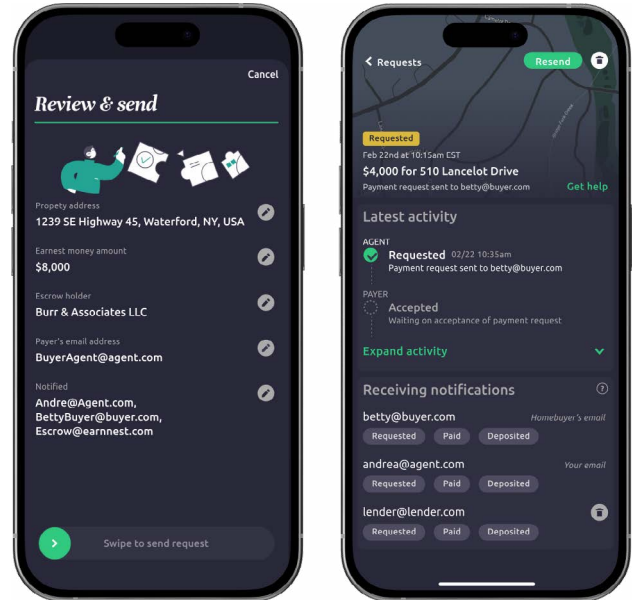 Cancel
Review & send
Propety address
1239 SE Highway 45, Waterford, NY, USA
Earnest money amount
$8,000
Escrow holder
Burr & Associates LLC
Payer's email address
BuyerAgent@agent.com
Notified
Andre@Agent.com,
BettyBuyer@buyer.com,
Escrow@earnnest.com
Swipe to send request
Requests
Resend
Requested
Feb 22nd at 10:15am EST
$4,000 for 510 Lancelot Drive
Payment request sent to betty@buyer.com
Get help
Latest activity
AGENT
Requested 02/22 10:35am
Payment request sent to betty@buyer.com
PAYER
Accepted
Waiting on acceptance of payment request
Expand activity
Receiving notifications ?
betty@buyer.com Homebuyer's email
Requested Paid Deposited
andrea@agent.com Your email
Requested Paid Deposited
lender@lender.com
Requested Paid Deposited